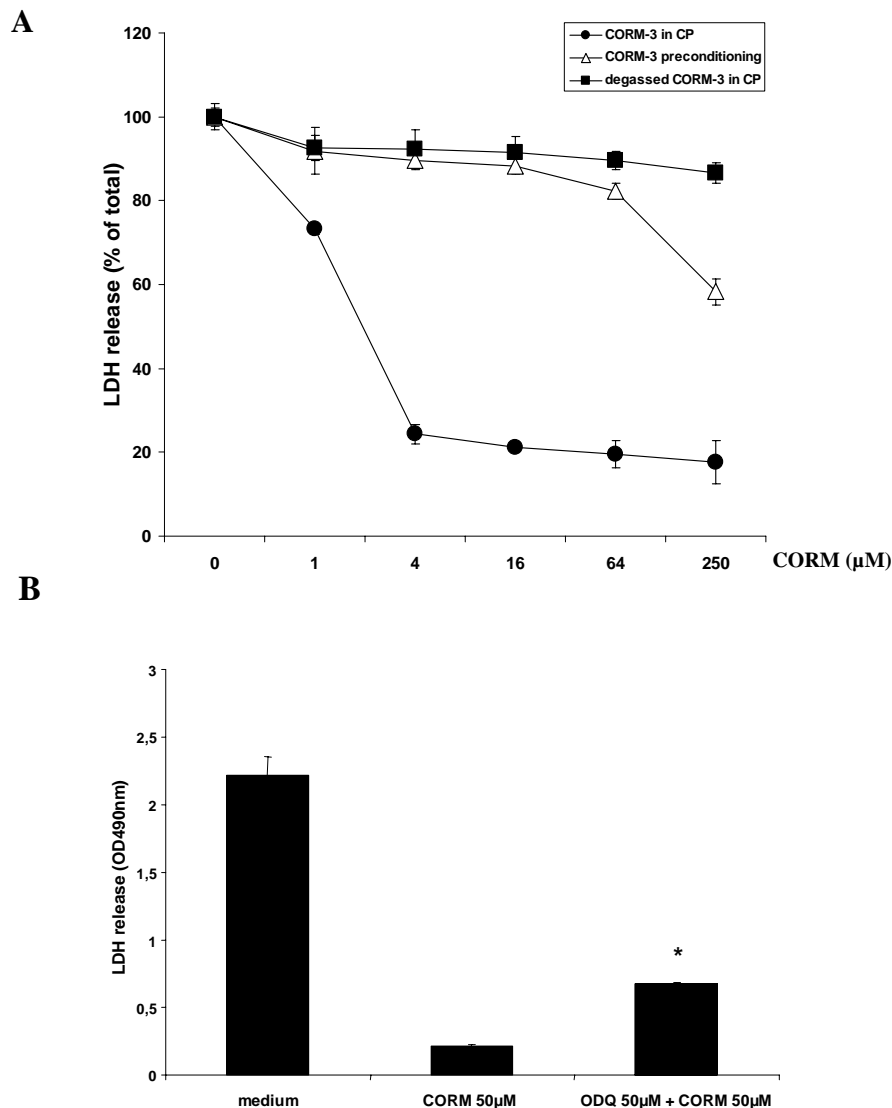 A
CORM-3 in CP
CORM-3 preconditioning
degassed CORM-3 in CP
LDH release (% of total)
120
100
80
60
40
20
0
0 1 4 16 64 250 CORM (µM)
B
LDH release (OD490nm)
3
2,5
2
1,5
1
0,5
0
*
medium CORM 50µM ODQ 50µM + CORM 50µM